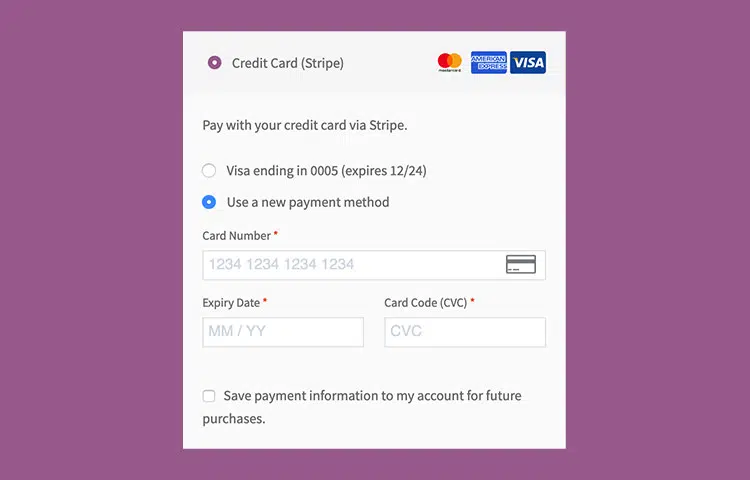 Credit Card (Stripe)
mastercard
AMERICAN
EXPRESS
VISA
Pay with your credit card via Stripe.
Visa ending in 0005 (expires 12/24)
Use a new payment method
Card Number *
1234 1234 1234 1234
Expiry Date * Card Code (CVC) *
MM / YY CVC
Save payment information to my account for future
purchases.